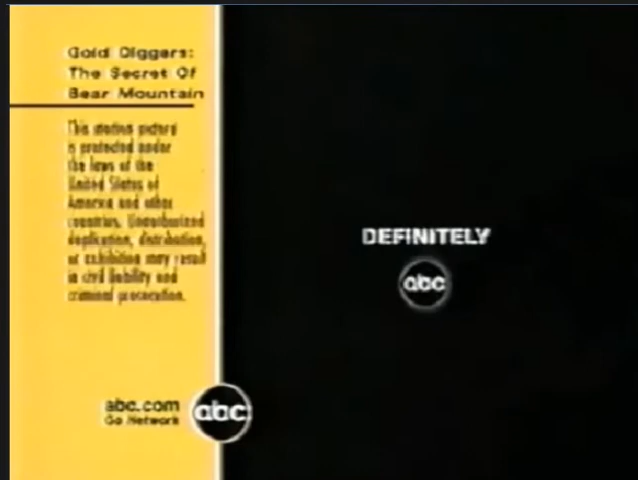 Gold Diggers:
The Secret Of
Bear Mountain
This motion picture
is protected under
the laws of the
United States of
America and other
countries. Unauthorized
duplication, distribution,
or exhibition may result
in civil liability and
criminal prosecution.
abc.com
Go Network
abc
DEFINITELY
abc